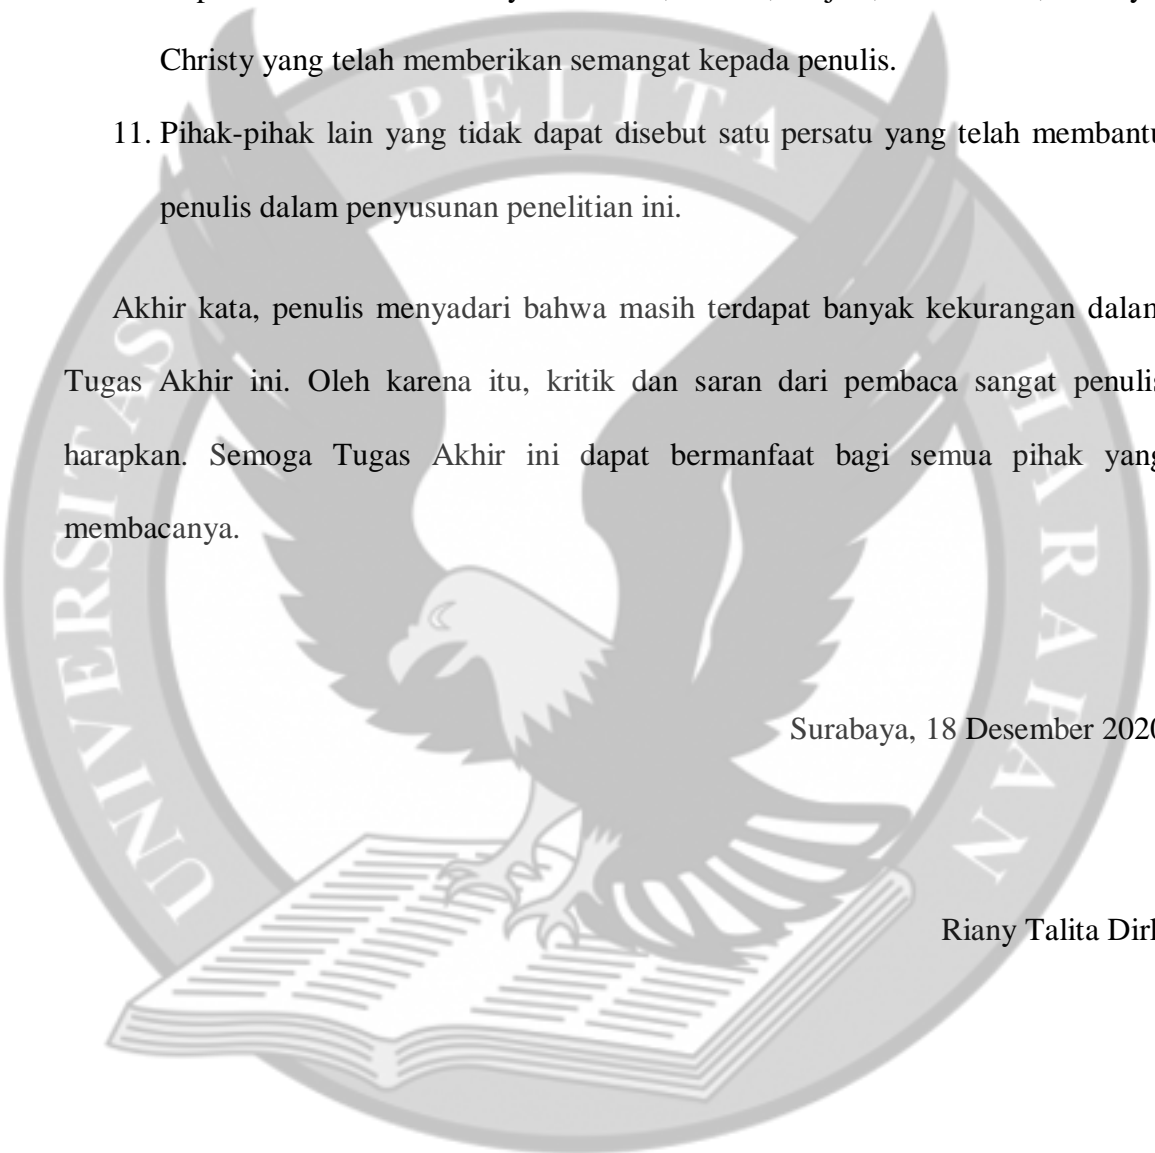 Christy yang telah memberikan semangat kepada penulis.
11. Pihak-pihak lain yang tidak dapat disebut satu persatu yang telah membantu
penulis dalam penyusunan penelitian ini.
Akhir kata, penulis menyadari bahwa masih terdapat banyak kekurangan dalam
Tugas Akhir ini. Oleh karena itu, kritik dan saran dari pembaca sangat penulis
harapkan. Semoga Tugas Akhir ini dapat bermanfaat bagi semua pihak yang
membacanya.
Surabaya, 18 Desember 2020
Riany Talita
UNIVERSITAS PELITA HARAPAN